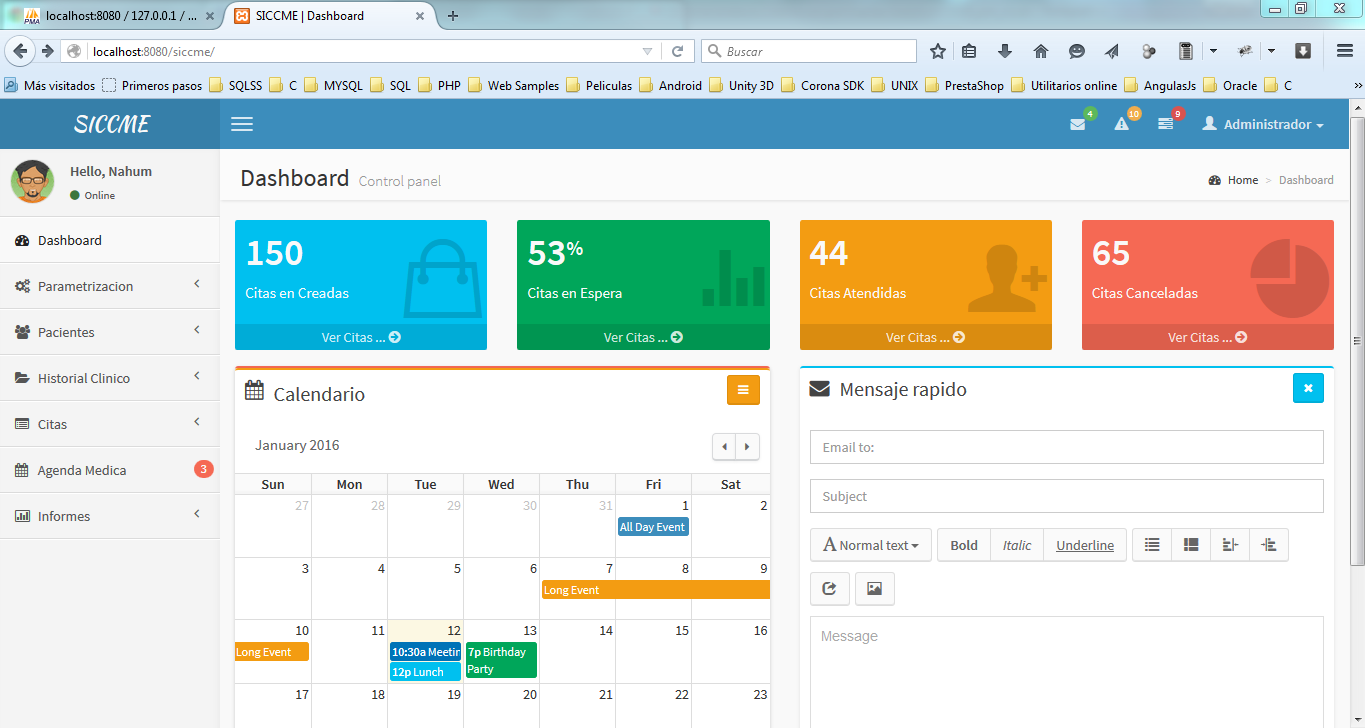 localhost:8080 / 127.0.0.1 / ...
SICCME | Dashboard
localhost:8080/siccme/
Buscar
Más visitados
Primeros pasos
SQLSS
C
MYSQL
SQL
PHP
Web Samples
Peliculas
Android
Unity 3D
Corona SDK
UNIX
PrestaShop
Utilitarios online
AngulasJs
Oracle
C
SICCME
4
10
9
Administrador
Hello, Nahum
Online
Dashboard
Parametrizacion
Pacientes
Historial Clinico
Citas
Agenda Medica
3
Informes
Dashboard Control panel
Home > Dashboard
150
Citas en Creadas
Ver Citas ...
53%
Citas en Espera
Ver Citas ...
44
Citas Atendidas
Ver Citas ...
65
Citas Canceladas
Ver Citas ...
Calendario
January 2016
Sun Mon Tue Wed Thu Fri Sat
27 28 29 30 31 1 2
All Day Event
3 4 5 6 7 8 9
Long Event
10 11 12 13 14 15 16
Long Event
10:30a Meetin
12p Lunch
7p Birthday
Party
17 18 19 20 21 22 23
Mensaje rapido
Email to:
Subject
A Normal text
Bold
Italic
Underline
Message